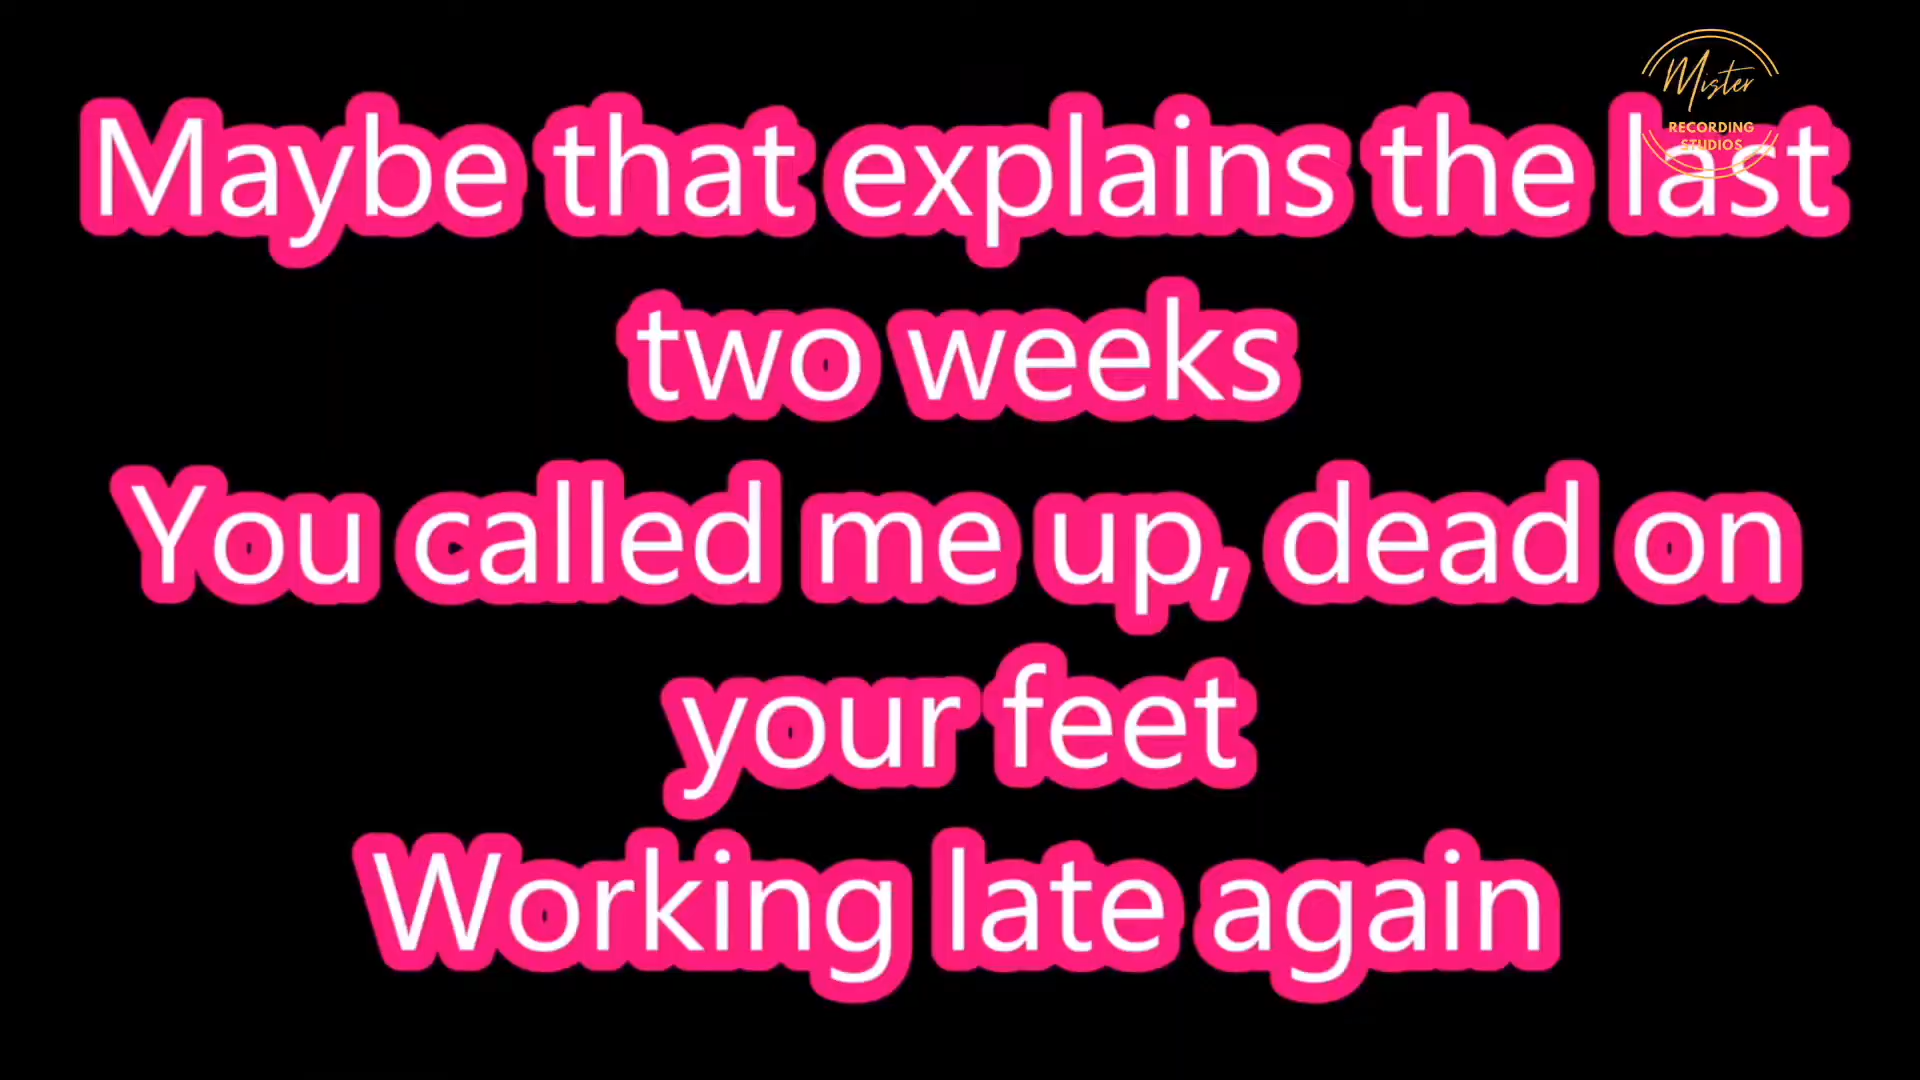 Mister
RECORDING
STUDIOS
Maybe that explains the last
two weeks
You called me up, dead on
your feet
Working late again